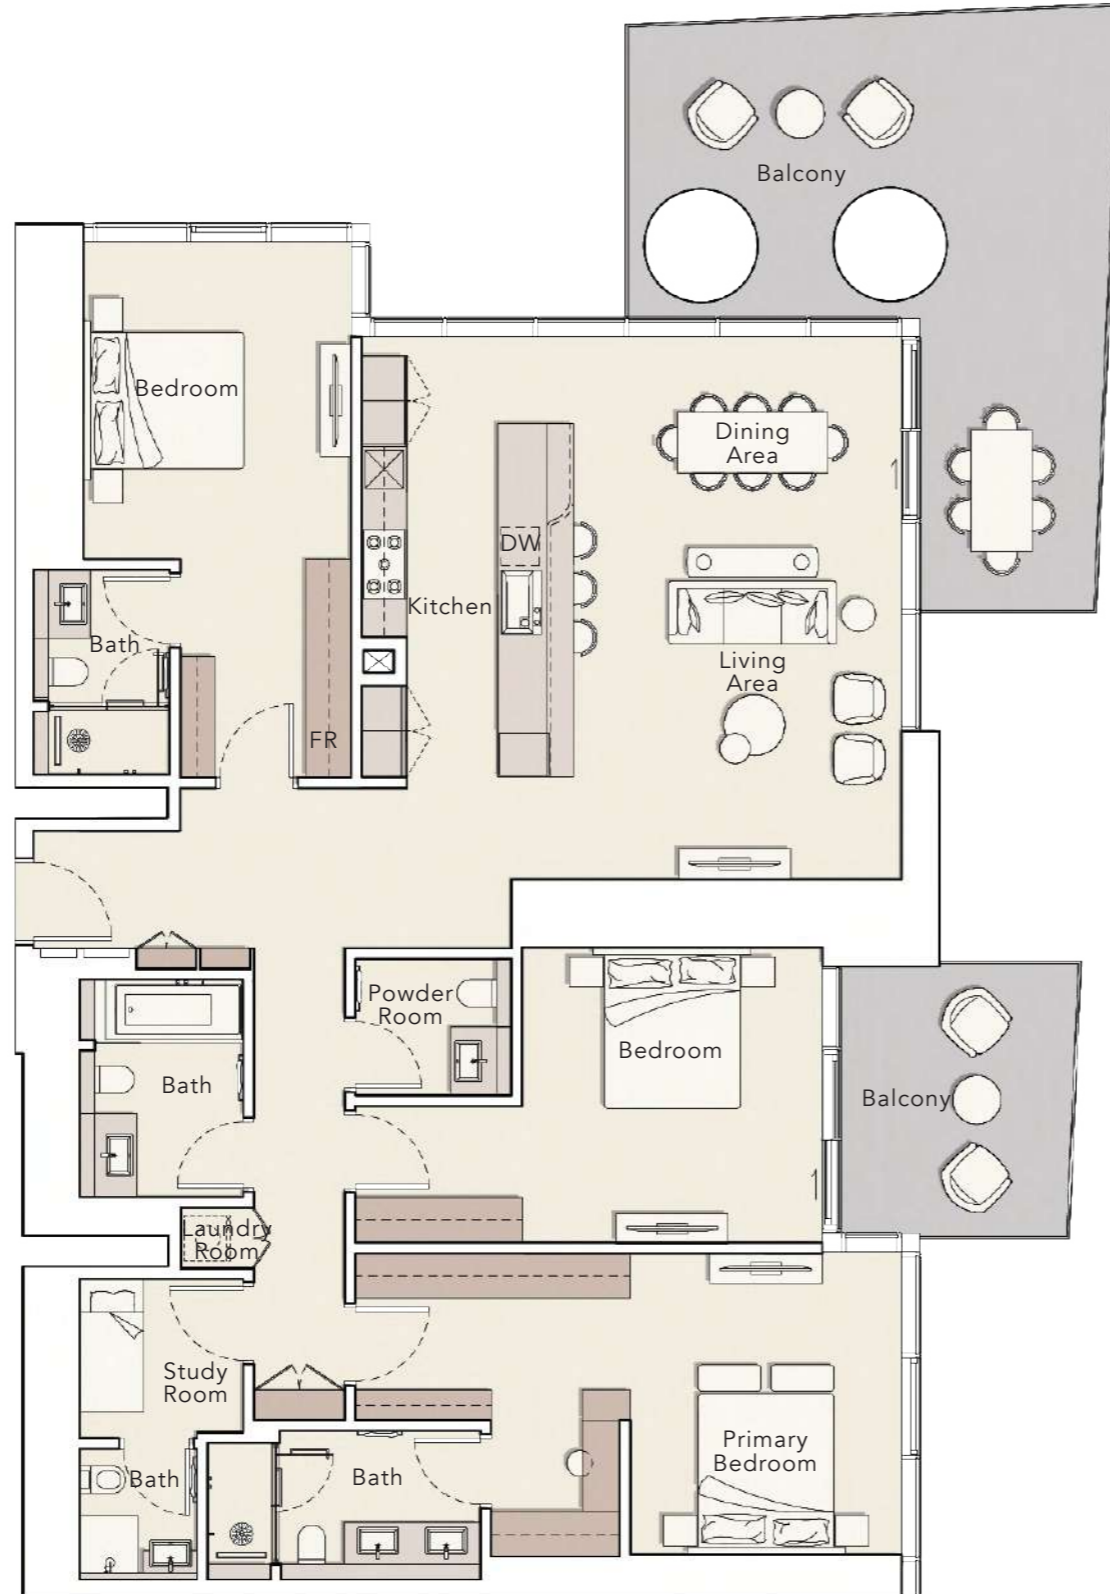 Balcony
Bedroom
Dining
Area
DW
Kitchen
Bath
Living
Area
FR
Powder
Room
Bedroom
Bath
Balcony
Laundry
Room
Study
Room
Primary
Bedroom
Bath
Bath